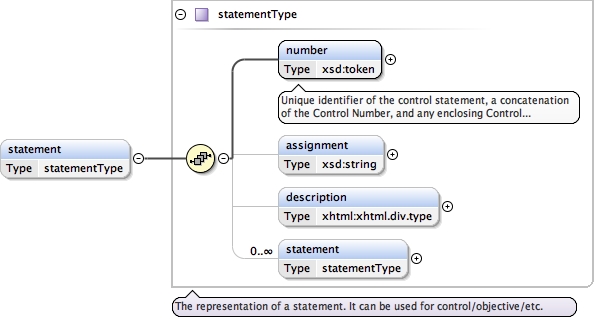 statementType
number
Type xsd:token
Unique identifier of the control statement, a concatenation
of the Control Number, and any enclosing Control...
statement
Type statementType
assignment
Type xsd:string
description
Type xhtml:xhtml.div.type
0..∞
statement
Type statementType
The representation of a statement. It can be used for control/objective/etc.